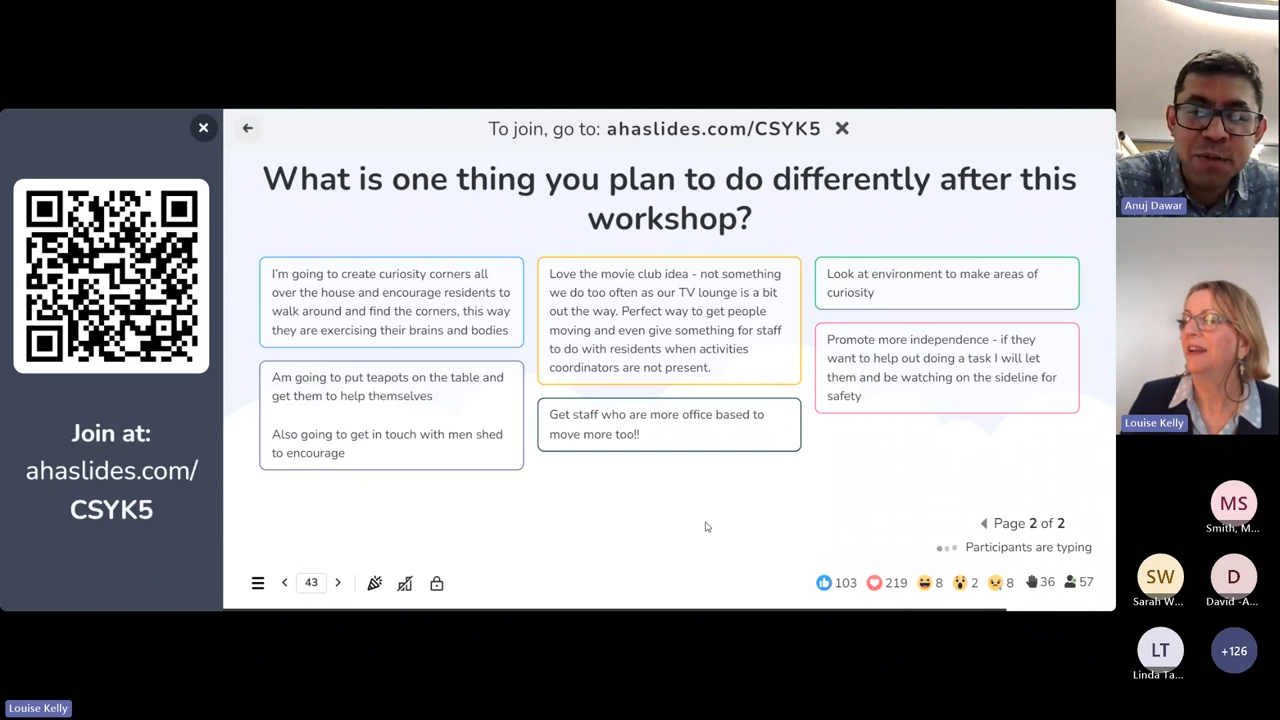 To join, go to: ahaslides.com/CSYK5
What is one thing you plan to do differently after this
workshop?
I'm going to create curiosity corners all
over the house and encourage residents to
walk around and find the corners, this way
they are exercising their brains and bodies
Am going to put teapots on the table and
get them to help themselves
Also going to get in touch with men shed
to encourage
Love the movie club idea - not something
we do too often as our TV lounge is a bit
out the way. Perfect way to get people
moving and even give something for staff
to do with residents when activities
coordinators are not present.
Get staff who are more office based to
move more too!!
Look at environment to make areas of
curiosity
Promote more independence - if they
want to help out doing a task I will let
them and be watching on the sideline for
safety
Page 2 of 2
Participants are typing
43
103 219 8 2 8 36 57
Join at:
ahaslides.com/
CSYK5
Anuj Dawar
Louise Kelly
MS
Smith, M...
SW
Sarah W...
D
David -A...
LT
Linda Ta...
+126
Louise Kelly